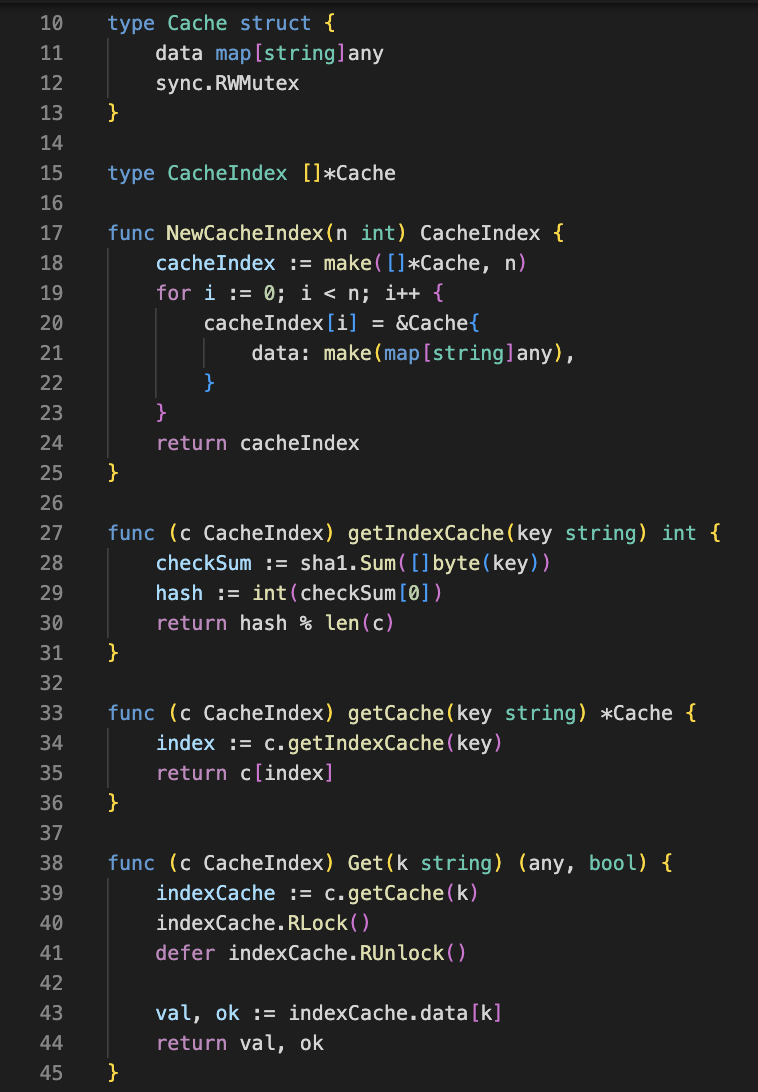 10 type Cache struct {
11 data map[string]any
12 sync.RWMutex
13 }
14
15 type CacheIndex []*Cache
16
17 func NewCacheIndex(n int) CacheIndex {
18 cacheIndex := make([]*Cache, n)
19 for i := 0; i < n; i++ {
20 cacheIndex[i] = &Cache{
21 data: make(map[string]any),
22 }
23 }
24 return cacheIndex
25 }
26
27 func (c CacheIndex) getIndexCache(key string) int {
28 checkSum := sha1.Sum([]byte(key))
29 hash := int(checkSum[0])
30 return hash % len(c)
31 }
32
33 func (c CacheIndex) getCache(key string) *Cache {
34 index := c.getIndexCache(key)
35 return c[index]
36 }
37
38 func (c CacheIndex) Get(k string) (any, bool) {
39 indexCache := c.getCache(k)
40 indexCache.RLock()
41 defer indexCache.RUnlock()
42
43 val, ok := indexCache.data[k]
44 return val, ok
45 }